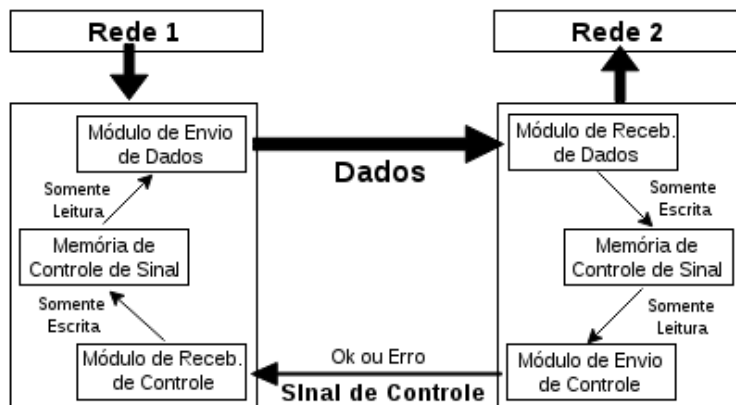 Rede 1
Rede 2
Módulo de Envio
de Dados
Dados
Módulo de Receb.
de Dados
Somente
Leitura
Somente
Escrita
Memória de
Controle de Sinal
Memória de
Controle de Sinal
Somente
Escrita
Somente
Leitura
Módulo de Receb.
de Controle
Ok ou Erro
SInal de Controle
Módulo de Envio
de Controle